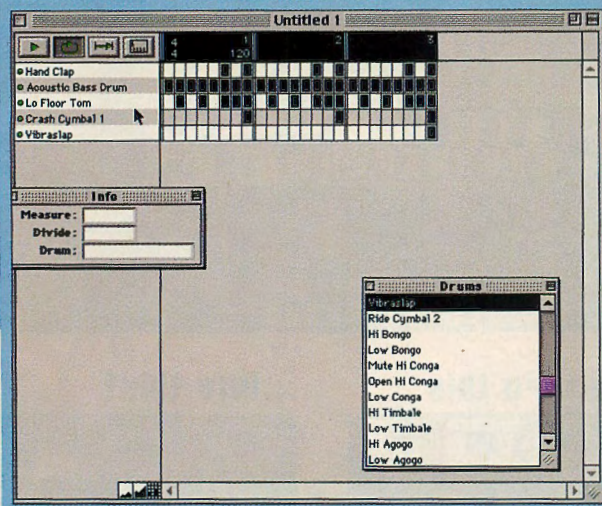 Untitled 1
4 1 2 3
4 120
Hand Clap
Acoustic Bass Drum
Lo Floor Tom
Crash Cymbal 1
Vibraslap
Info
Measure:
Divide:
Drum:
Drums
Vibraslap
Ride Cymbal 2
Hi Bongo
Low Bongo
Mute Hi Conga
Open Hi Conga
Low Conga
Hi Timbale
Low Timbale
Hi Agogo
Low Agogo